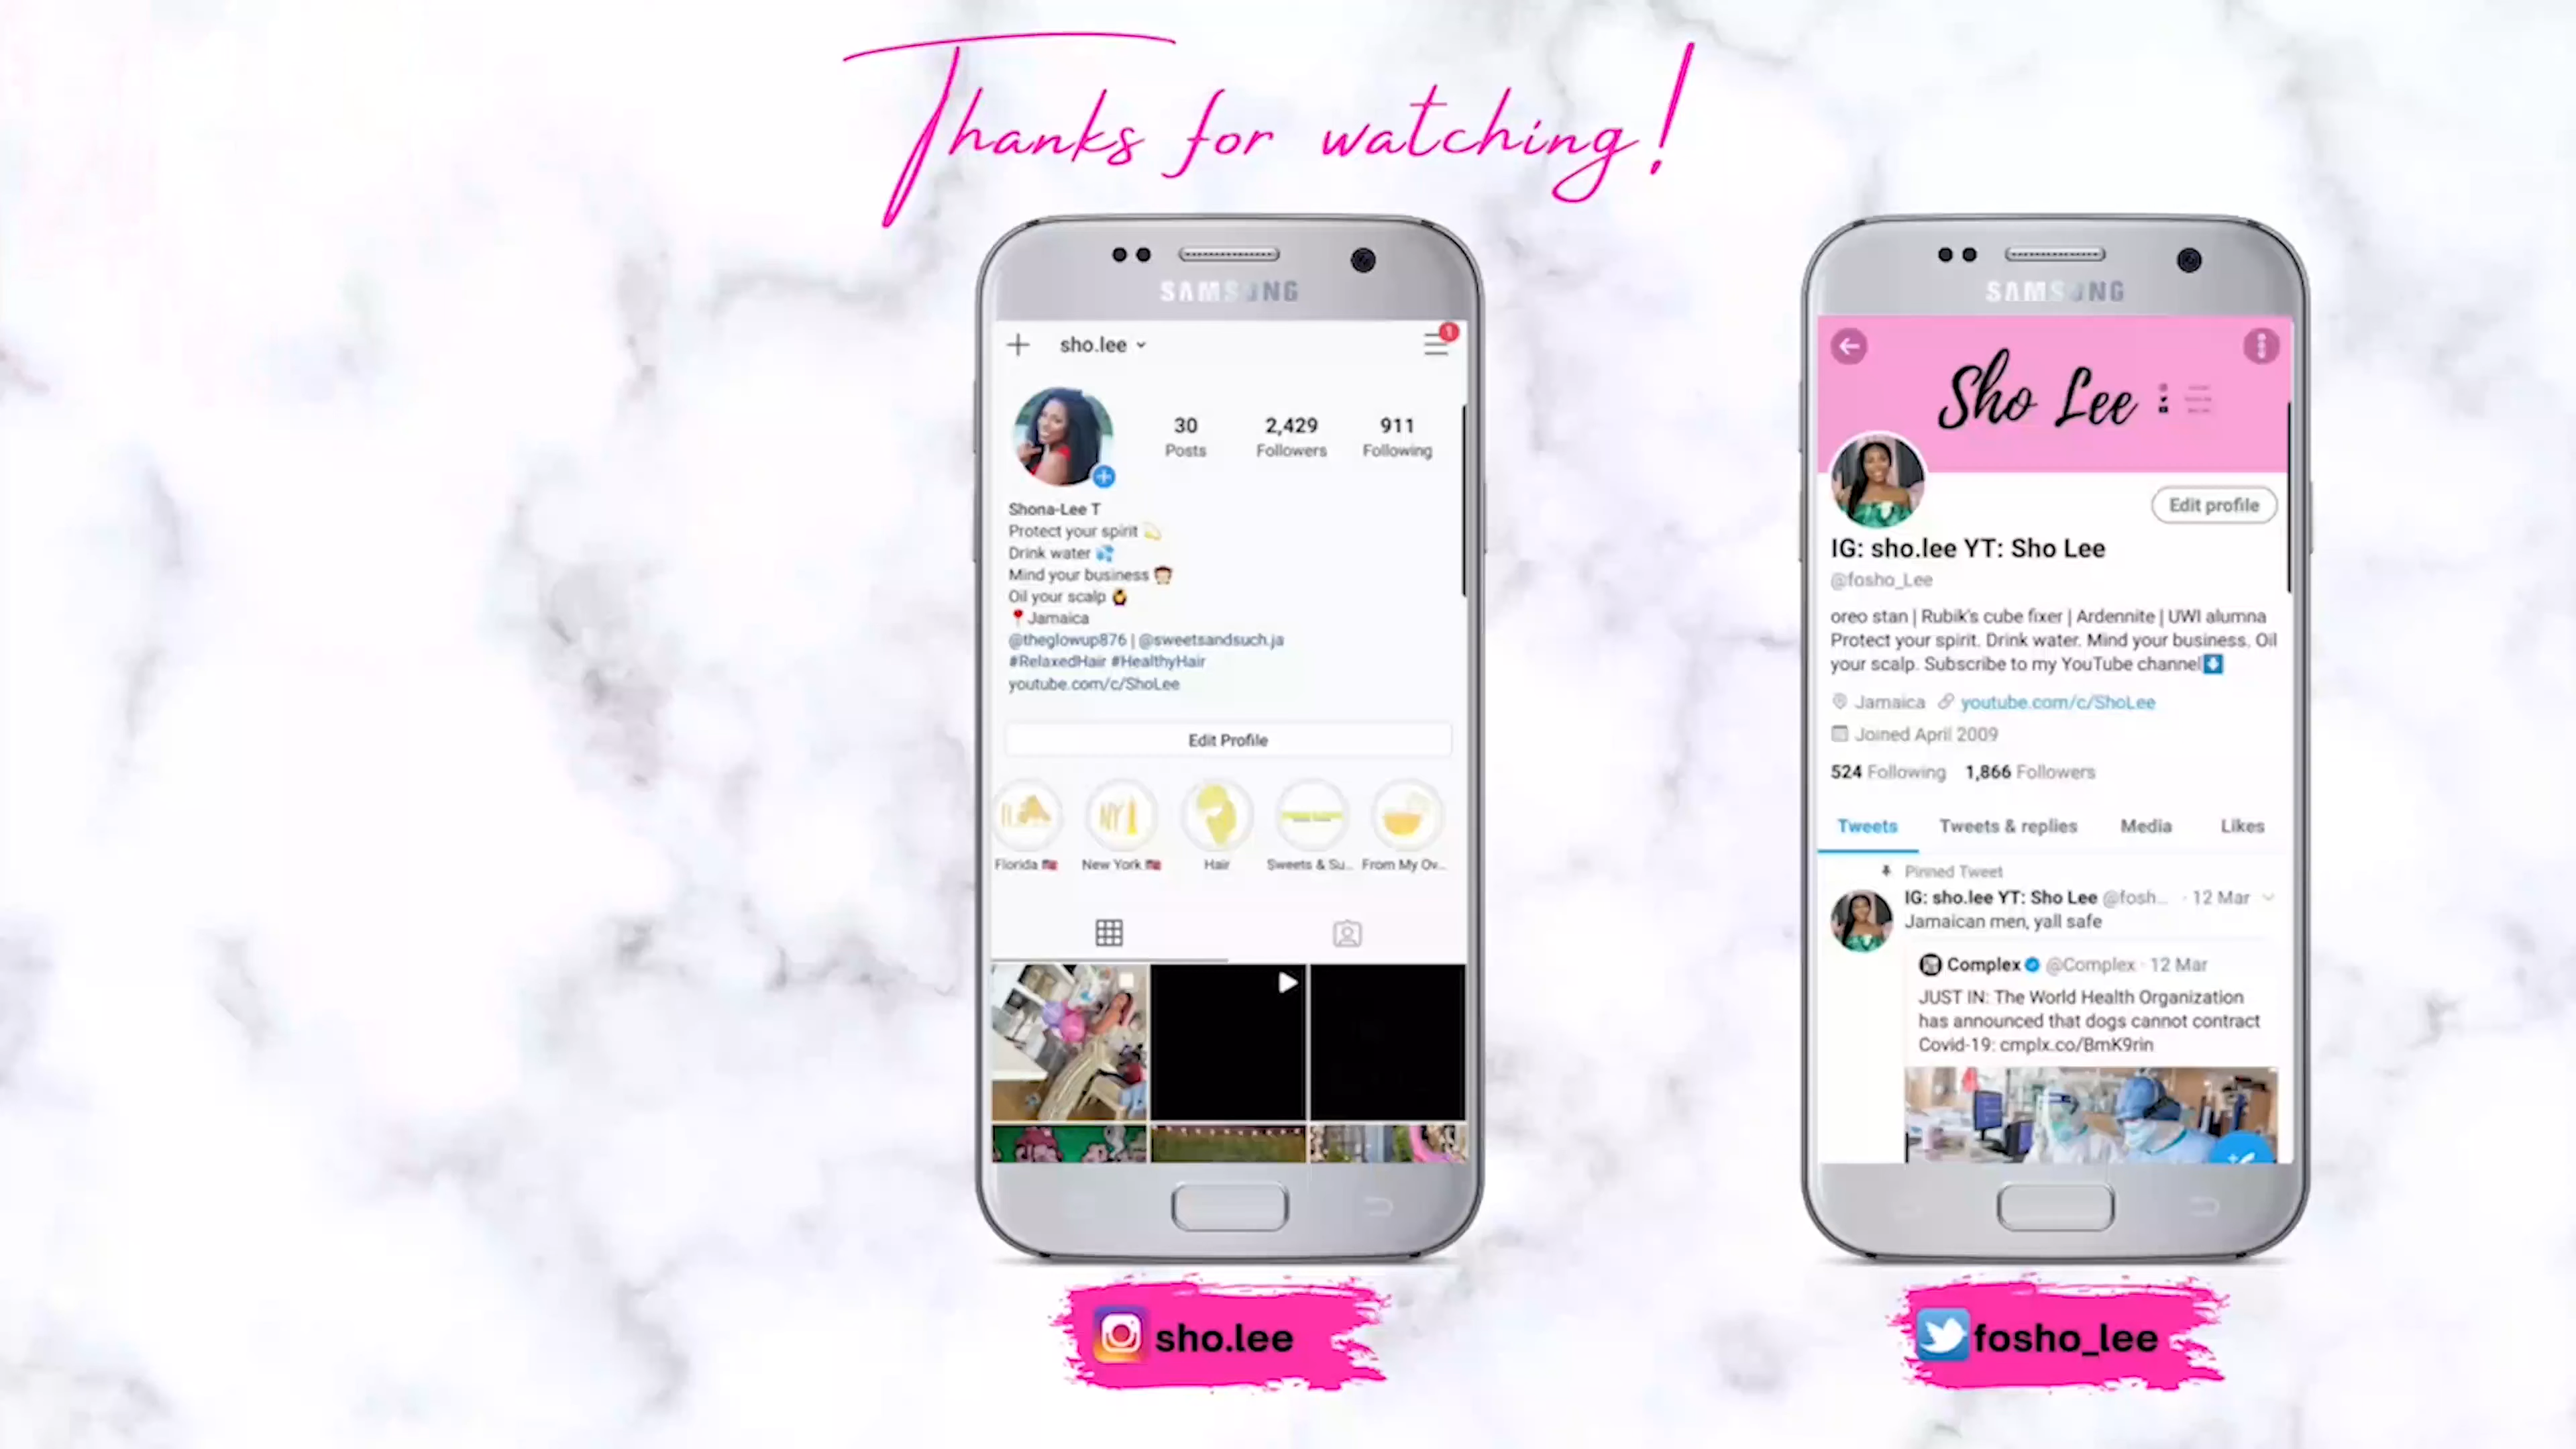 Thanks for watching!
SAMSUNG
sho.lee
1
30
Posts
2,429
Followers
911
Following
Shona-Lee T
Protect your spirit
Drink water
Mind your business
Oil your scalp
Jamaica
@theglowup876 | @sweetsandsuch.ja
#RelaxedHair #HealthyHair
youtube.com/c/ShoLee
Edit Profile
NY
Florida
New York
Hair
Sweets & Su...
From My Ov...
sho.lee
SAMSUNG
Sho Lee
Edit profile
IG: sho.lee YT: Sho Lee
@fosho_Lee
oreo stan | Rubik's cube fixer | Ardennite | UWI alumna
Protect your spirit. Drink water. Mind your business. Oil
your scalp. Subscribe to my YouTube channel
Jamaica youtube.com/c/ShoLee
Joined April 2009
524 Following 1,866 Followers
Tweets Tweets & replies Media Likes
Pinned Tweet
IG: sho.lee YT: Sho Lee @fosh... · 12 Mar
Jamaican men, yall safe
Complex @Complex · 12 Mar
JUST IN: The World Health Organization
has announced that dogs cannot contract
Covid-19: cmplx.co/BmK9rin
fosho_lee